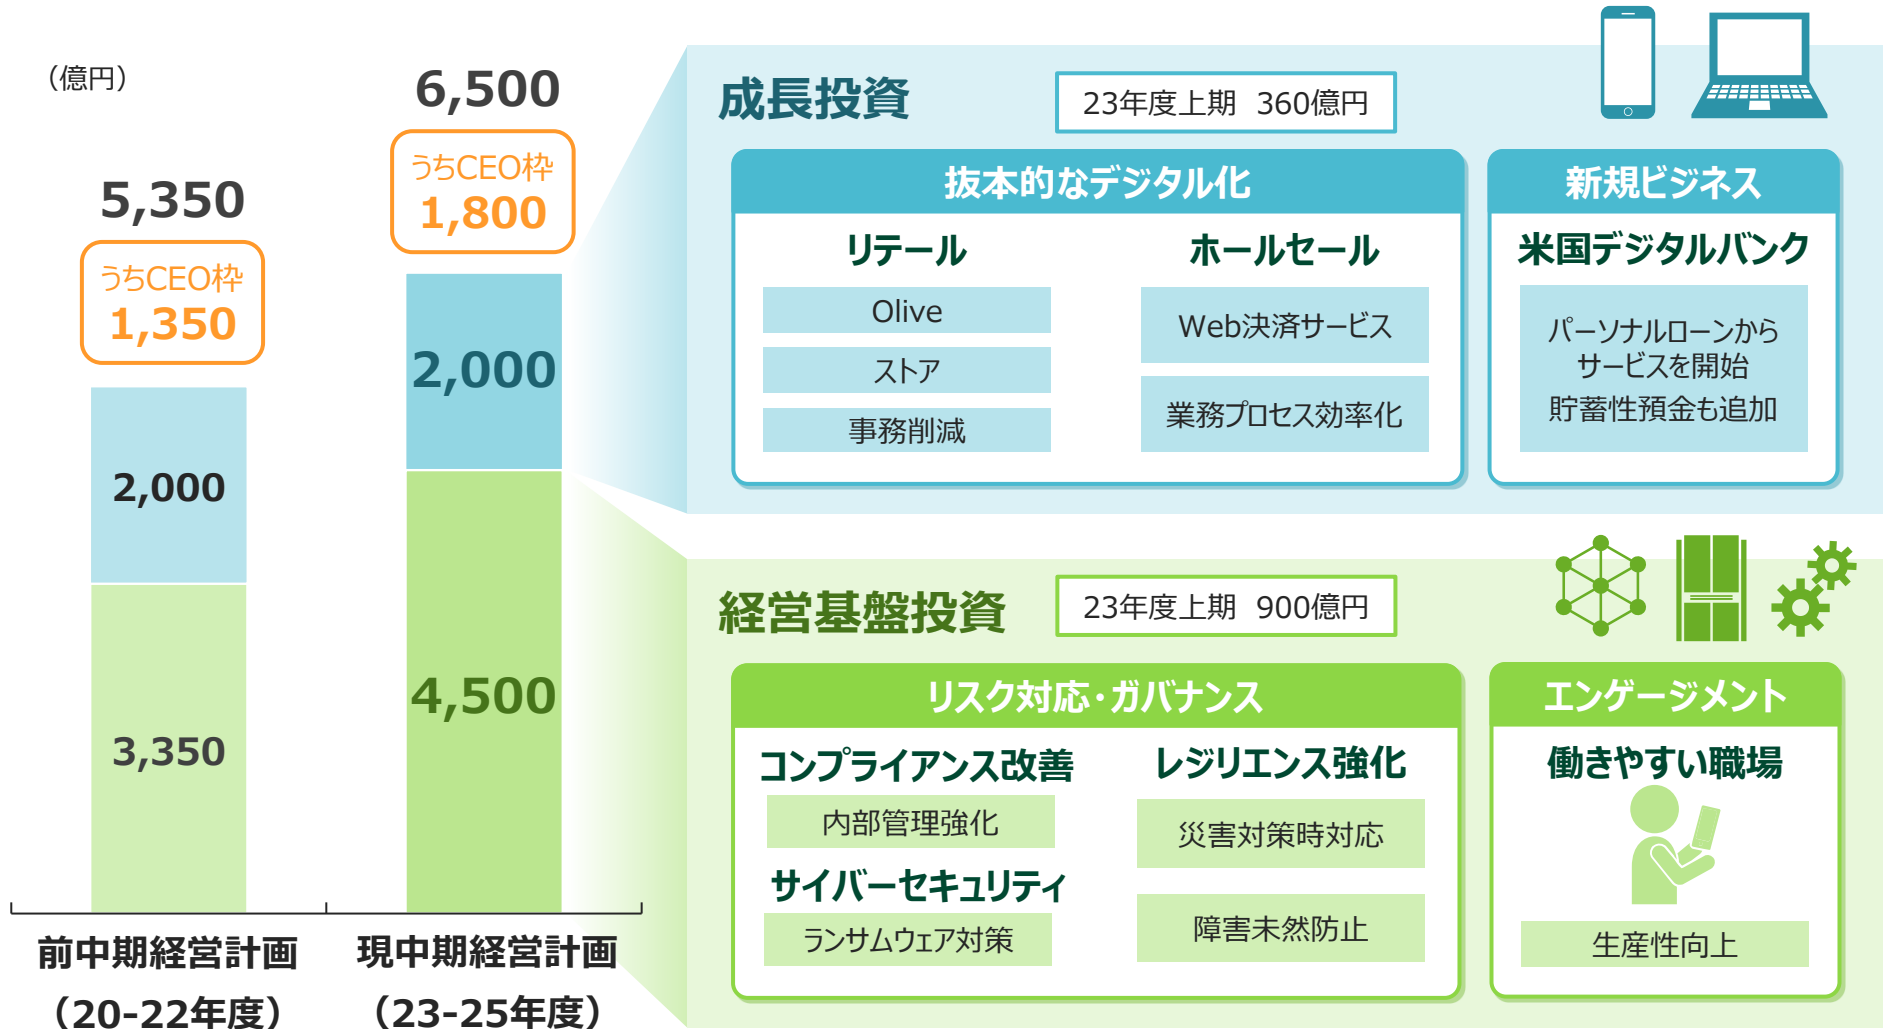 （億円）
5,350
うちCEO枠
1,350
2,000
3,350
前中期経営計画
（20-22年度）
6,500
うちCEO枠
1,800
2,000
4,500
現中期経営計画
（23-25年度）
成長投資
23年度上期 360億円
抜本的なデジタル化
リテール
Olive
ストア
事務削減
ホールセール
Web決済サービス
業務プロセス効率化
新規ビジネス
米国デジタルバンク
パーソナルローンから
サービスを開始
貯蓄性預金も追加
経営基盤投資
23年度上期 900億円
リスク対応・ガバナンス
コンプライアンス改善
内部管理強化
サイバーセキュリティ
ランサムウェア対策
レジリエンス強化
災害対策時対応
障害未然防止
エンゲージメント
働きやすい職場
生産性向上